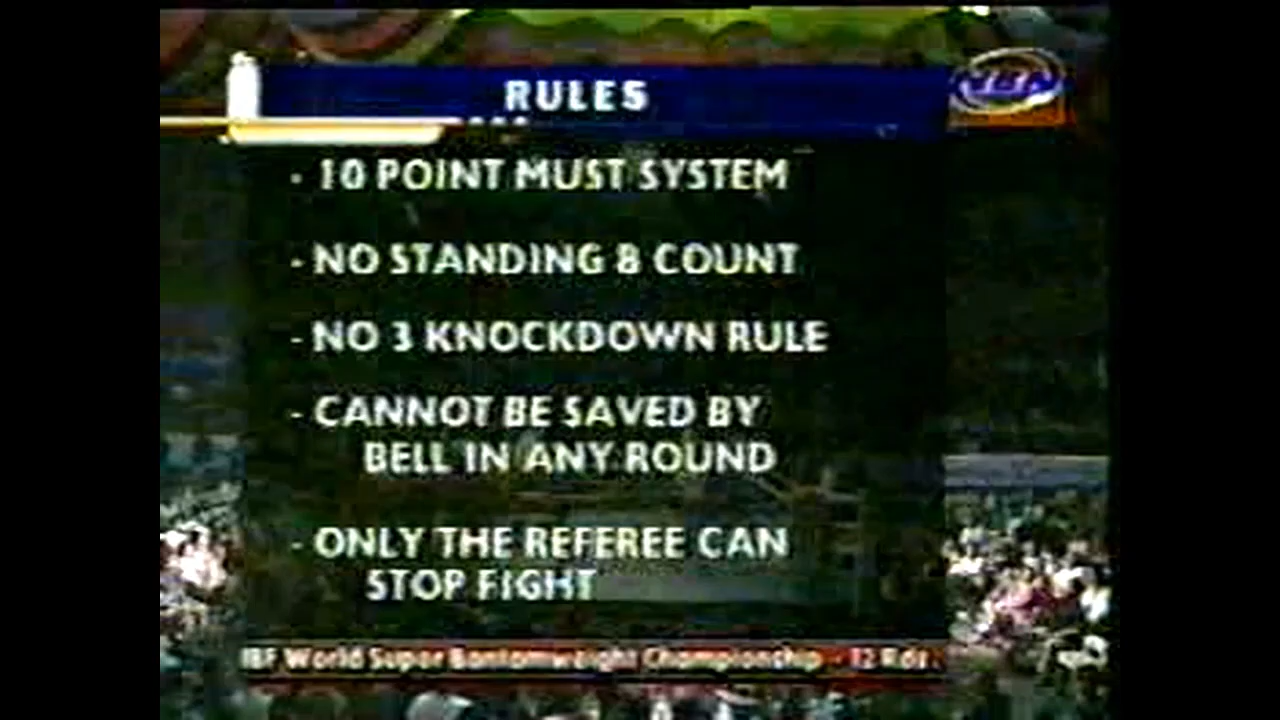 RULES
- 10 POINT MUST SYSTEM
- NO STANDING 8 COUNT
- NO 3 KNOCKDOWN RULE
- CANNOT BE SAVED BY
BELL IN ANY ROUND
- ONLY THE REFEREE CAN
STOP FIGHT
IBF World Super Bantamweight Championship - 12 Rds.